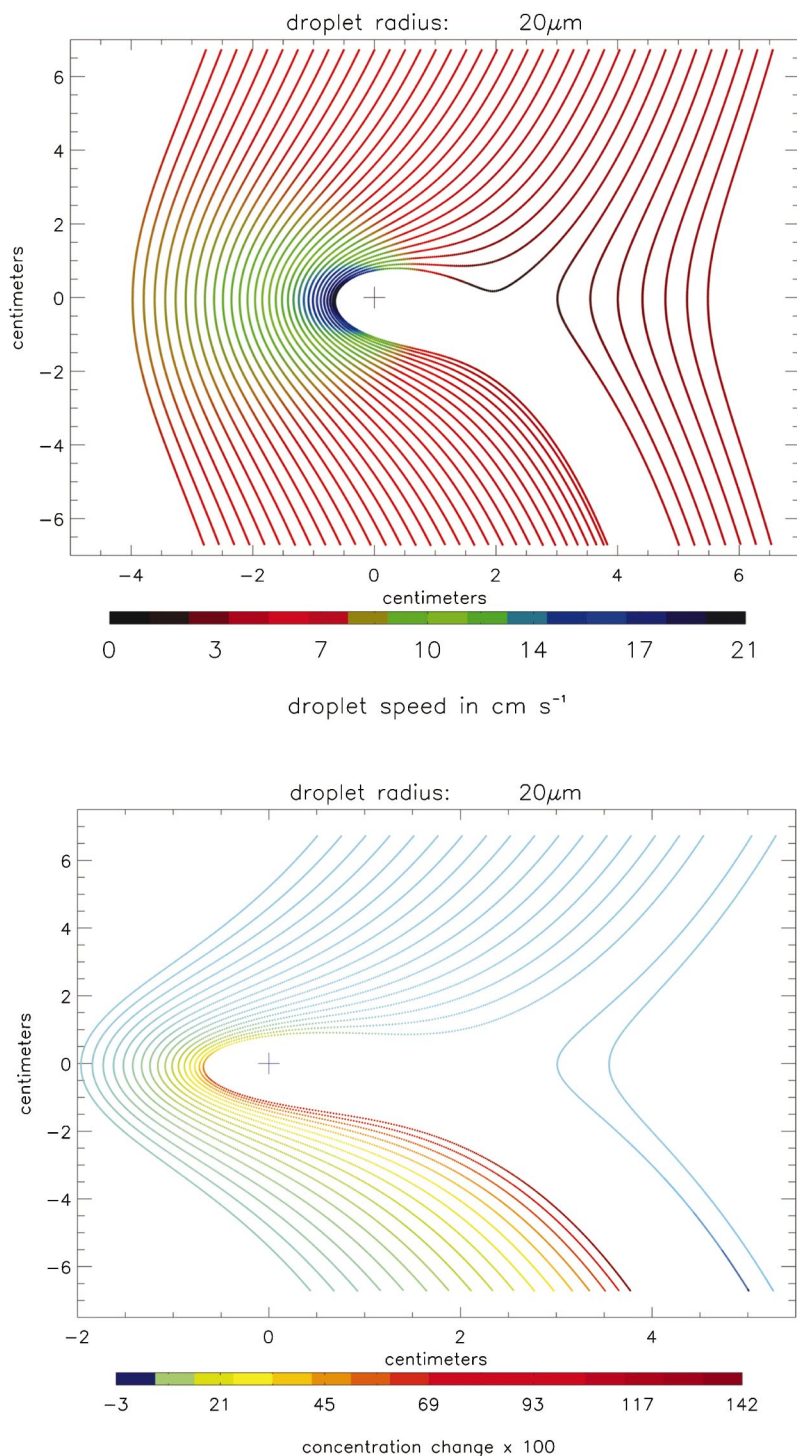 droplet radius: 20μm
6
4
2
0
−2
−4
−6
centimeters
−4 −2 0 2 4 6
centimeters
0 3 7 10 14 17 21
droplet speed in cm s⁻¹
droplet radius: 20μm
6
4
2
0
−2
−4
−6
centimeters
−2 0 2 4
centimeters
−3 21 45 69 93 117 142
concentration change x 100